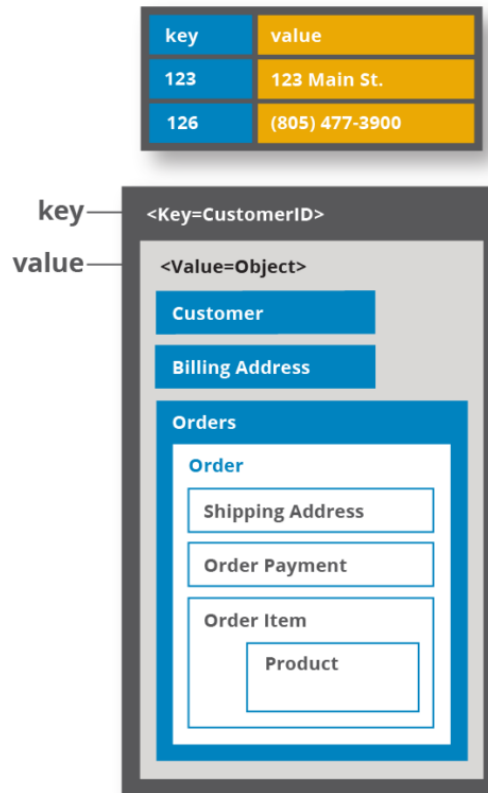 key value
123 123 Main St.
126 (805) 477-3900
key <Key=CustomerID>
value <Value=Object>
Customer
Billing Address
Orders
Order
Shipping Address
Order Payment
Order Item
Product